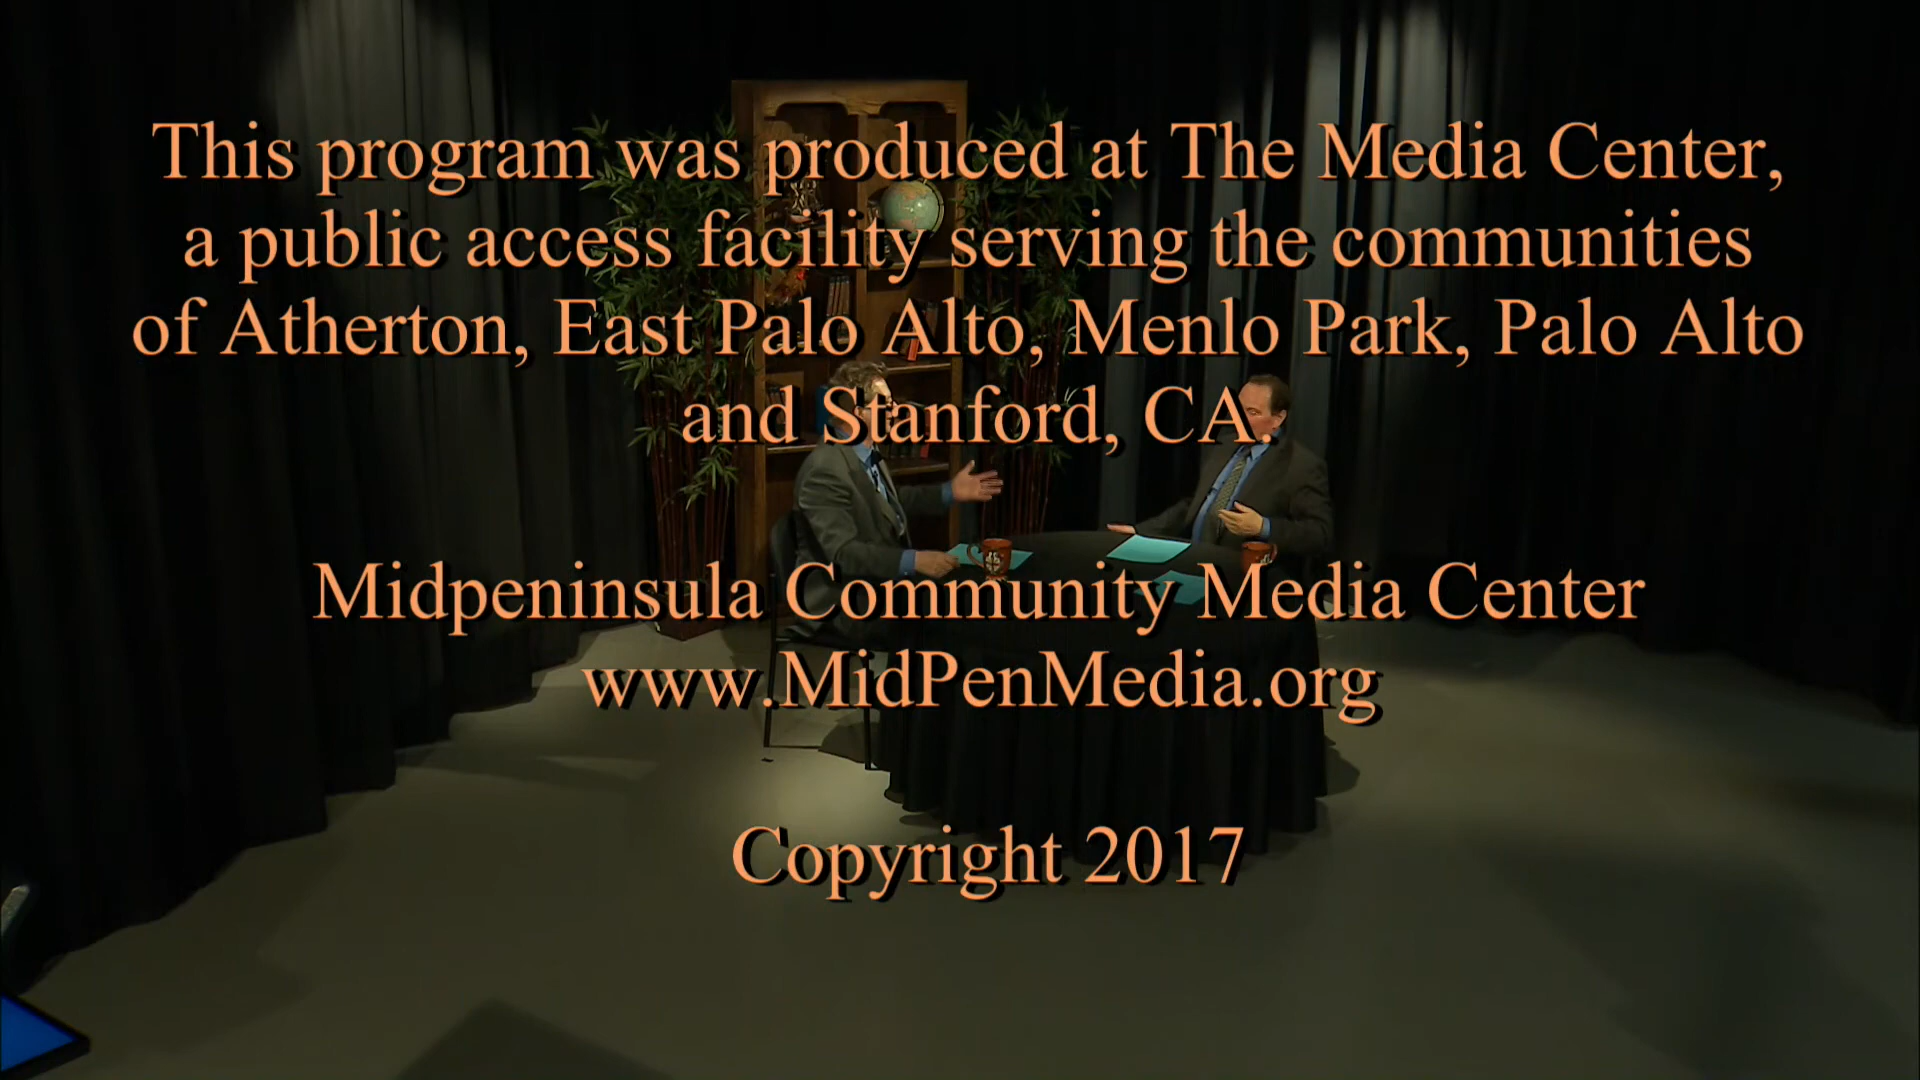 This program was produced at The Media Center,
a public access facility serving the communities
of Atherton, East Palo Alto, Menlo Park, Palo Alto
and Stanford, CA.
Midpeninsula Community Media Center
www.MidPenMedia.org
Copyright 2017